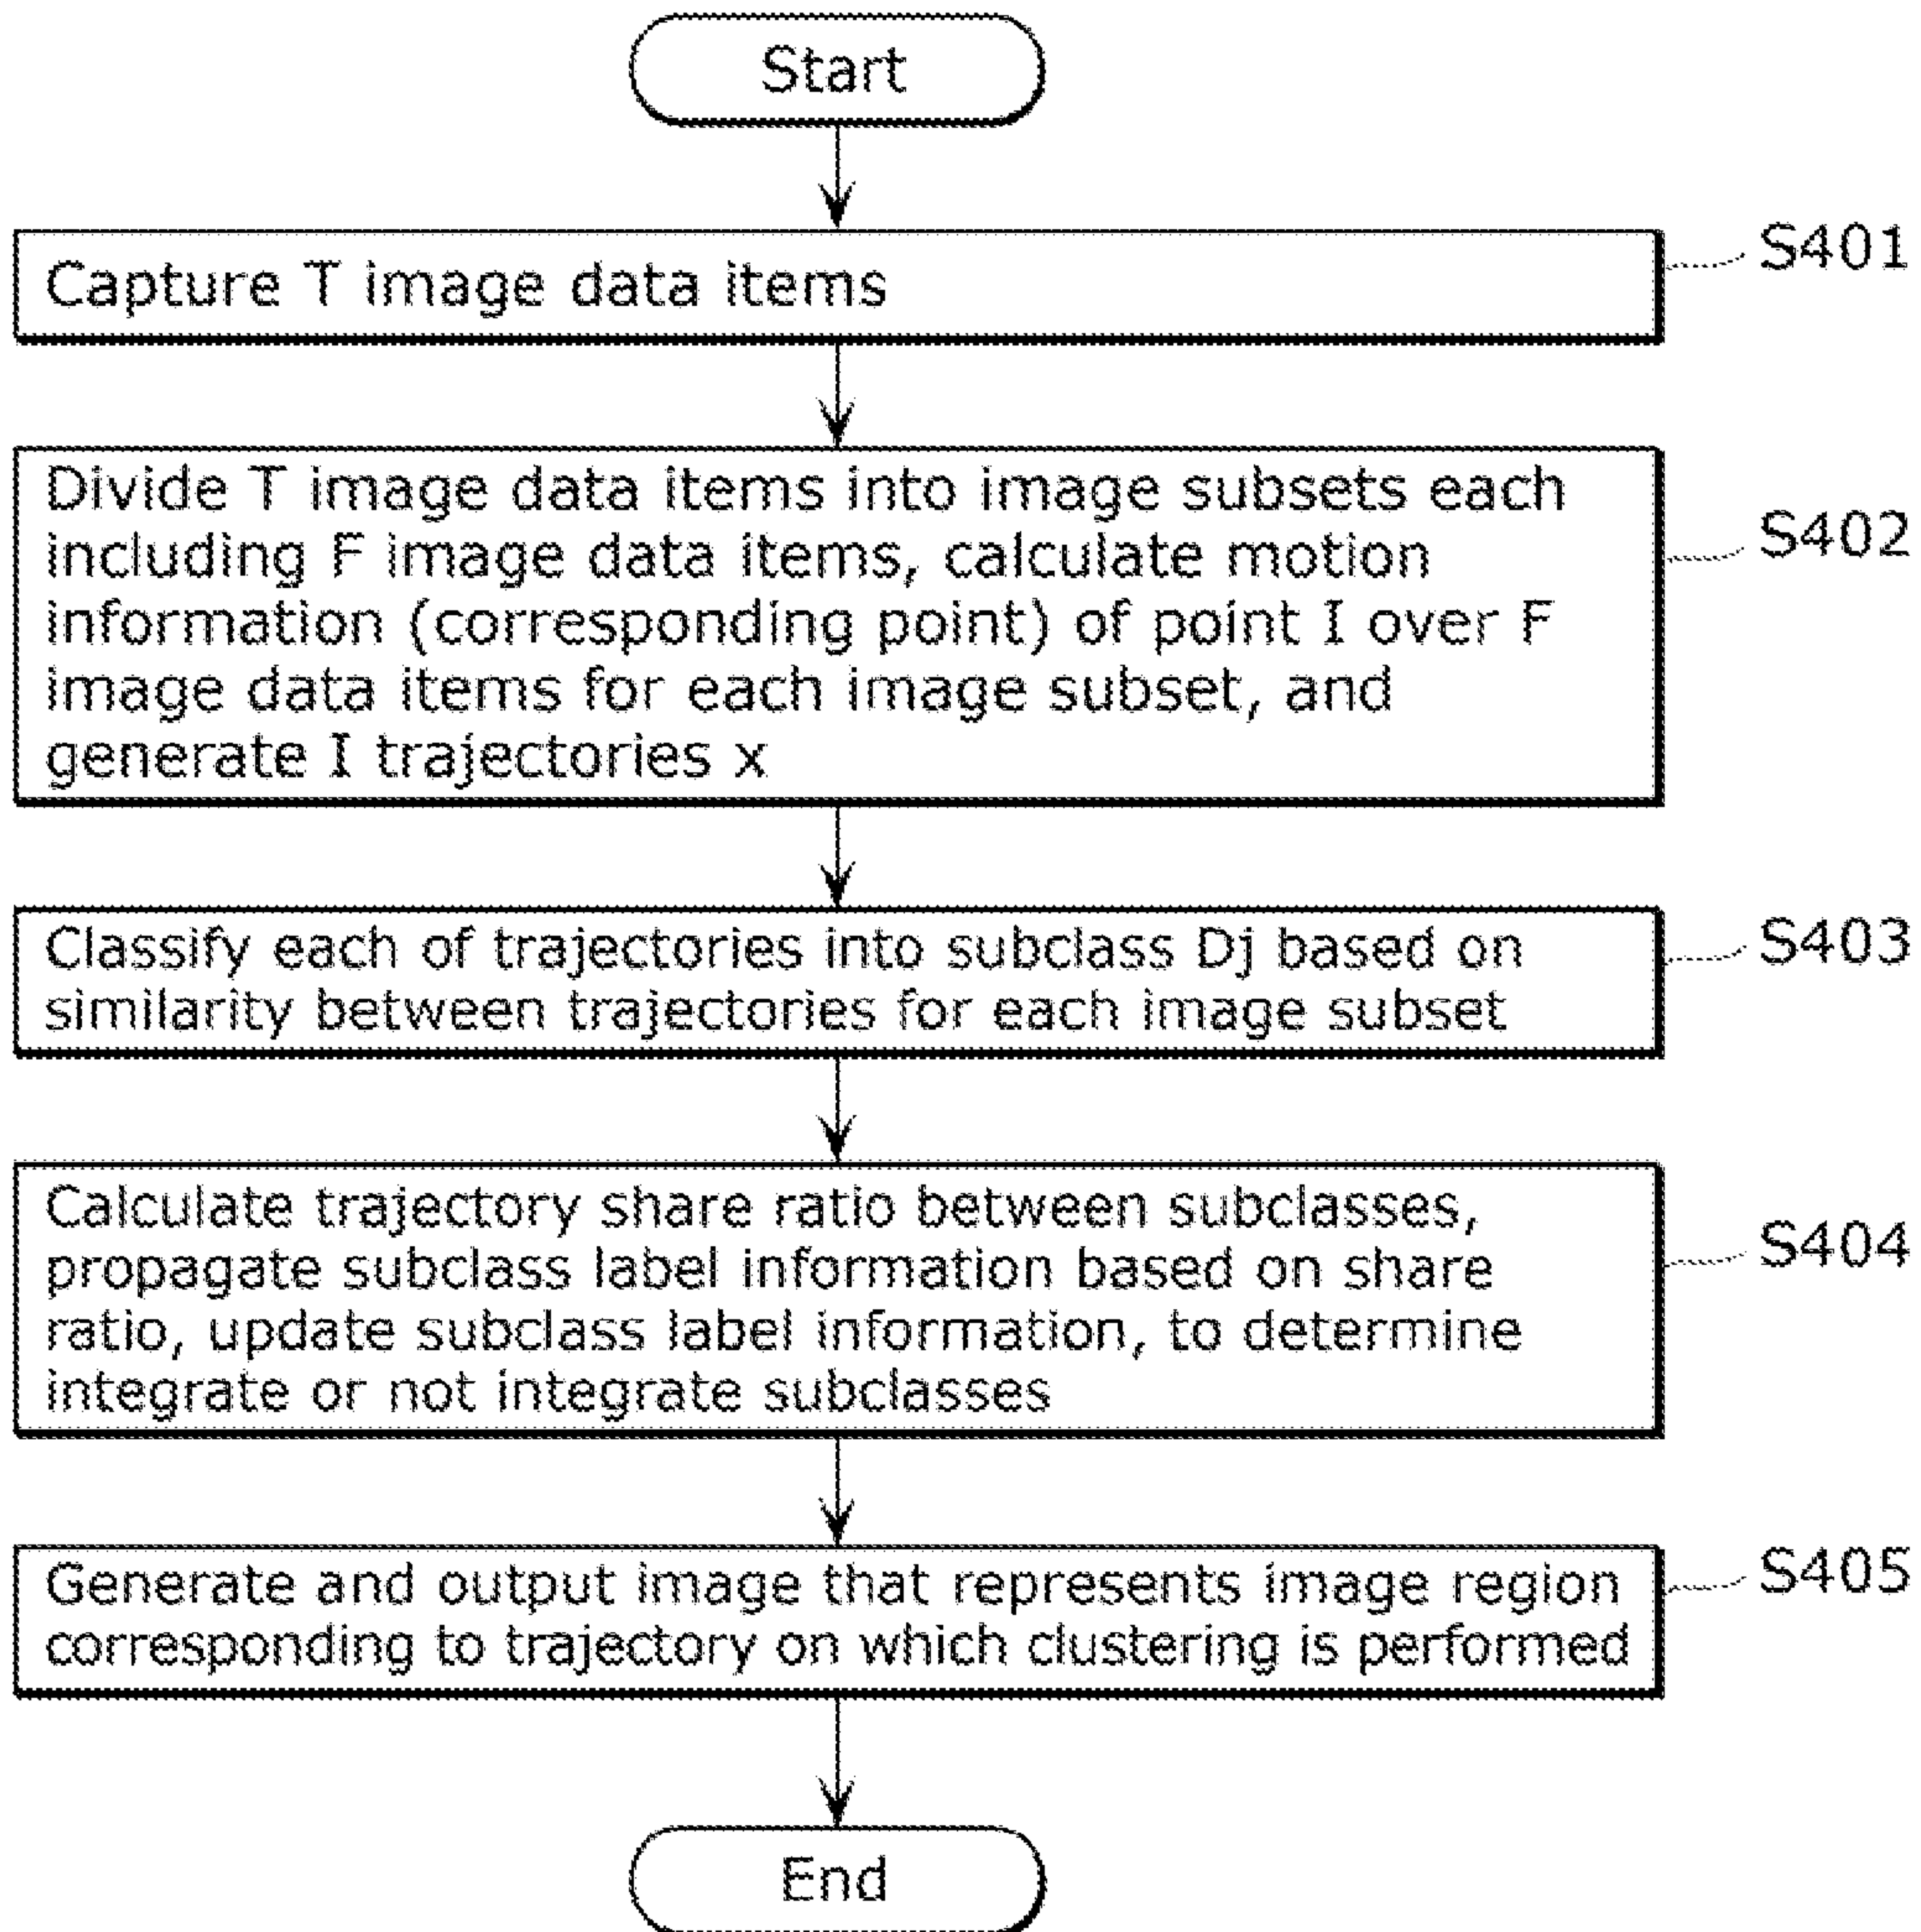 Start
Capture T image data items
S401
Divide T image data items into image subsets each
including F image data items, calculate motion
information (corresponding point) of point I over F
image data items for each image subset, and
generate I trajectories x
S402
Classify each of trajectories into subclass Dj based on
similarity between trajectories for each image subset
S403
Calculate trajectory share ratio between subclasses,
propagate subclass label information based on share
ratio, update subclass label information, to determine
integrate or not integrate subclasses
S404
Generate and output image that represents image region
corresponding to trajectory on which clustering is performed
S405
End